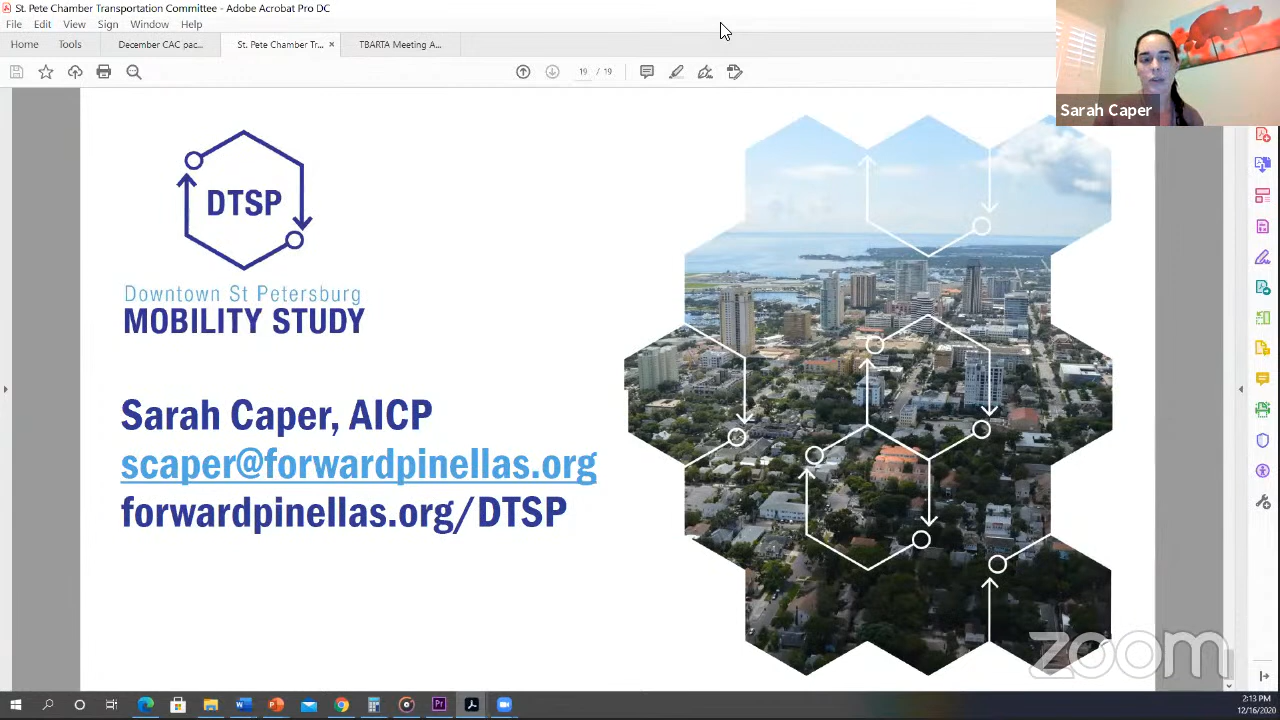 St. Pete Chamber Transportation Committee - Adobe Acrobat Pro DC
File Edit View Sign Window Help
Home Tools December CAC pac... St. Pete Chamber Tr... × TBARTA Meeting A...
19 / 19
Sarah Caper
DTSP
Downtown St Petersburg
MOBILITY STUDY
Sarah Caper, AICP
scaper@forwardpinellas.org
forwardpinellas.org/DTSP
zoom
2:13 PM
12/16/2020